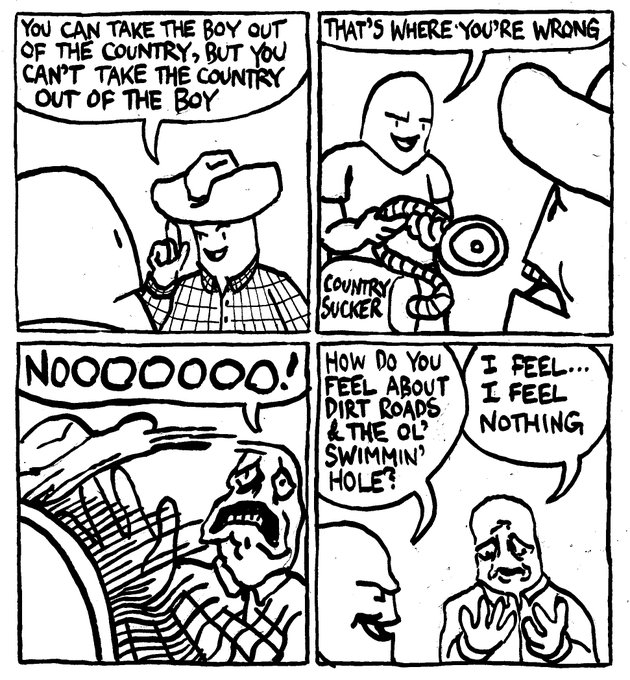 YOU CAN TAKE THE BOY OUT
OF THE COUNTRY, BUT YOU
CAN'T TAKE THE COUNTRY
OUT OF THE BOY
THAT'S WHERE YOU'RE WRONG
COUNTRY
SUCKER
NOOOOOOOO!
HOW DO YOU
FEEL ABOUT
DIRT ROADS
& THE OL'
SWIMMIN'
HOLE?
I FEEL...
I FEEL
NOTHING